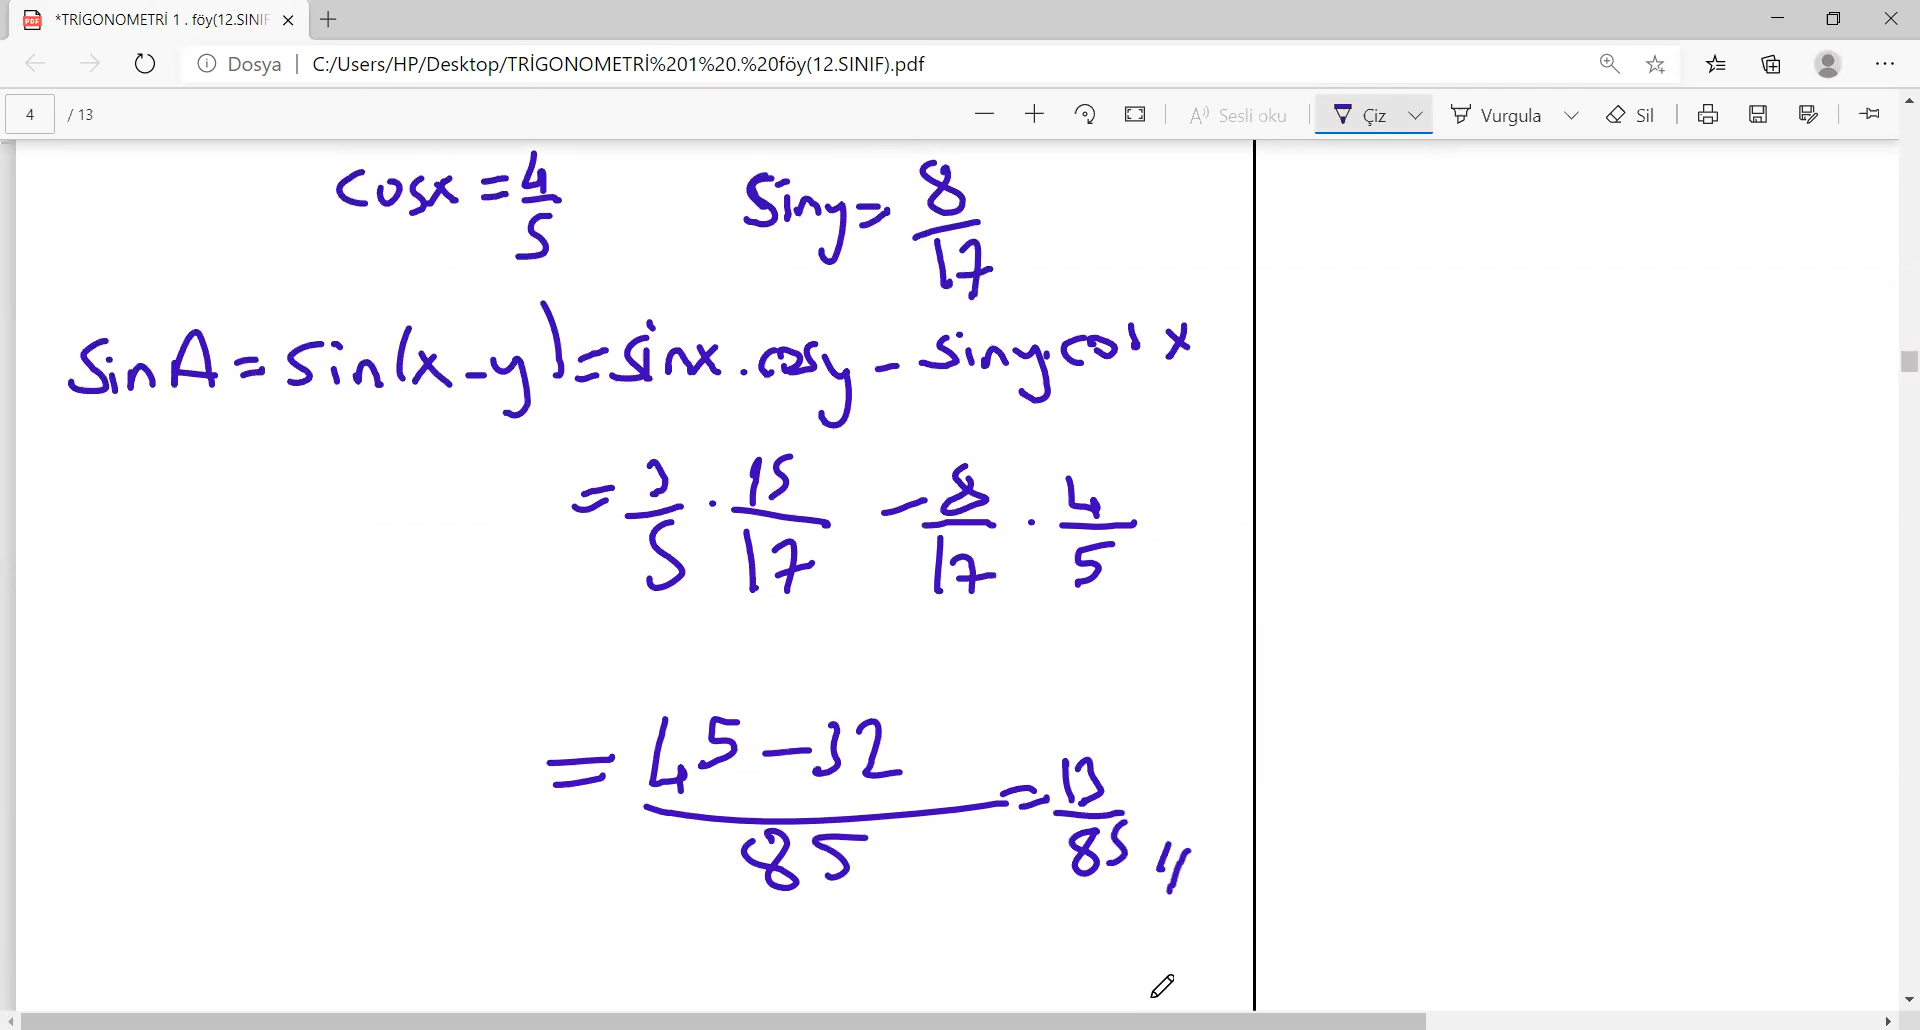 *TRİGONOMETRİ 1 . föy(12.SINIF
Dosya | C:/Users/HP/Desktop/TRİGONOMETRİ%201%20.%20föy(12.SINIF).pdf
4 / 13 Sesli oku Çiz Vurgula Sil
cosx = 4/5 siny = 8/17
sin A = sin(x-y) = sinx . cosy - siny.cosx
= 3/5 . 15/17 - 8/17 . 4/5
= 45-32/85 = 13/85 //